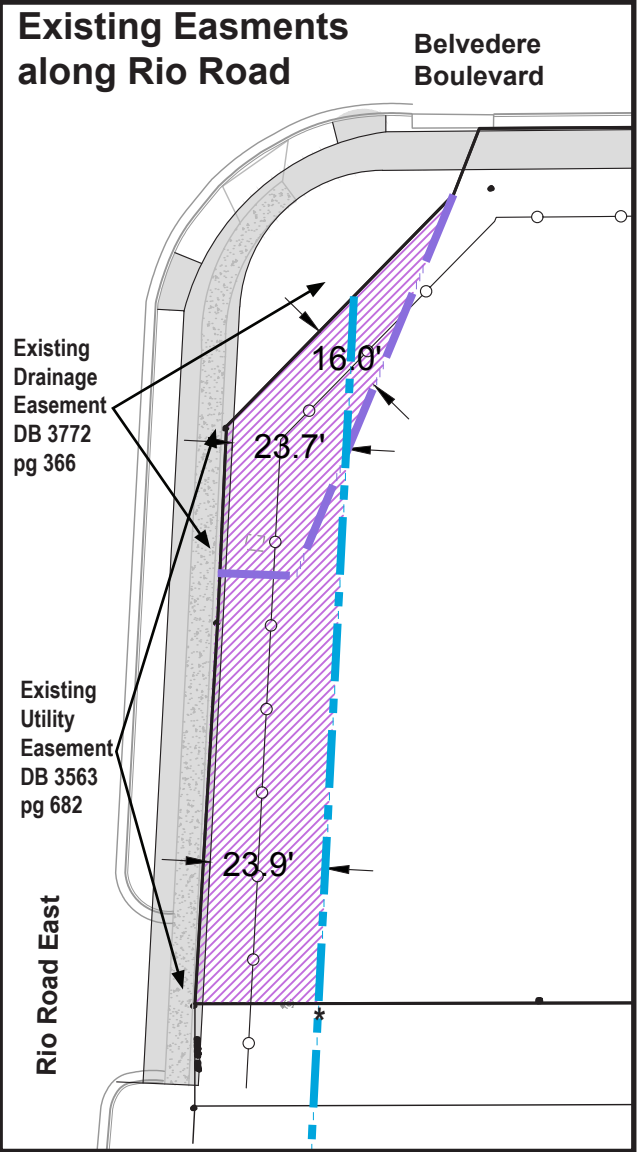 Existing Easments
along Rio Road
Belvedere
Boulevard
Existing
Drainage
Easement
DB 3772
pg 366
16.0'
23.7'
Existing
Utility
Easement
DB 3563
pg 682
23.9'
Rio Road East
*